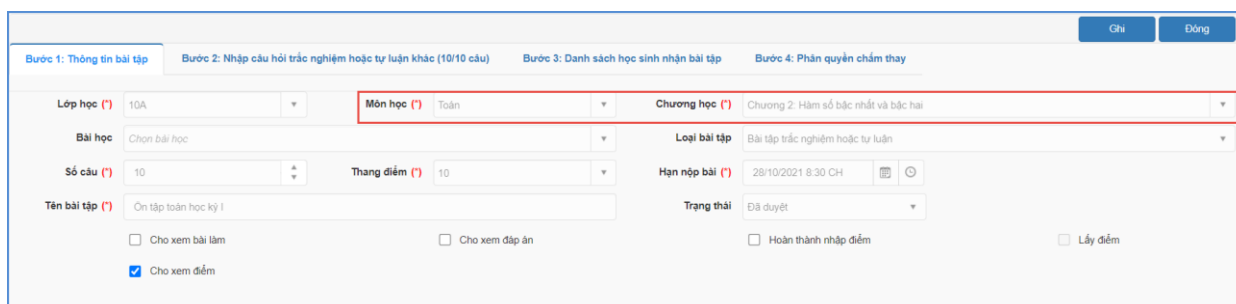 Ghi Đóng
Bước 1: Thông tin bài tập Bước 2: Nhập câu hỏi trắc nghiệm hoặc tự luận khác (10/10 câu) Bước 3: Danh sách học sinh nhận bài tập Bước 4: Phân quyền chấm thay
Lớp học (*) 10A Môn học (*) Toán Chương học (*) Chương 2: Hàm số bậc nhất và bậc hai
Bài học Chọn bài học Loại bài tập Bài tập trắc nghiệm hoặc tự luận
Số câu (*) 10 Thang điểm (*) 10 Hạn nộp bài (*) 28/10/2021 8:30 CH
Tên bài tập (*) Ôn tập toán học kỳ I Trạng thái Đã duyệt
Cho xem bài làm Cho xem đáp án Hoàn thành nhập điểm Lấy điểm
Cho xem điểm